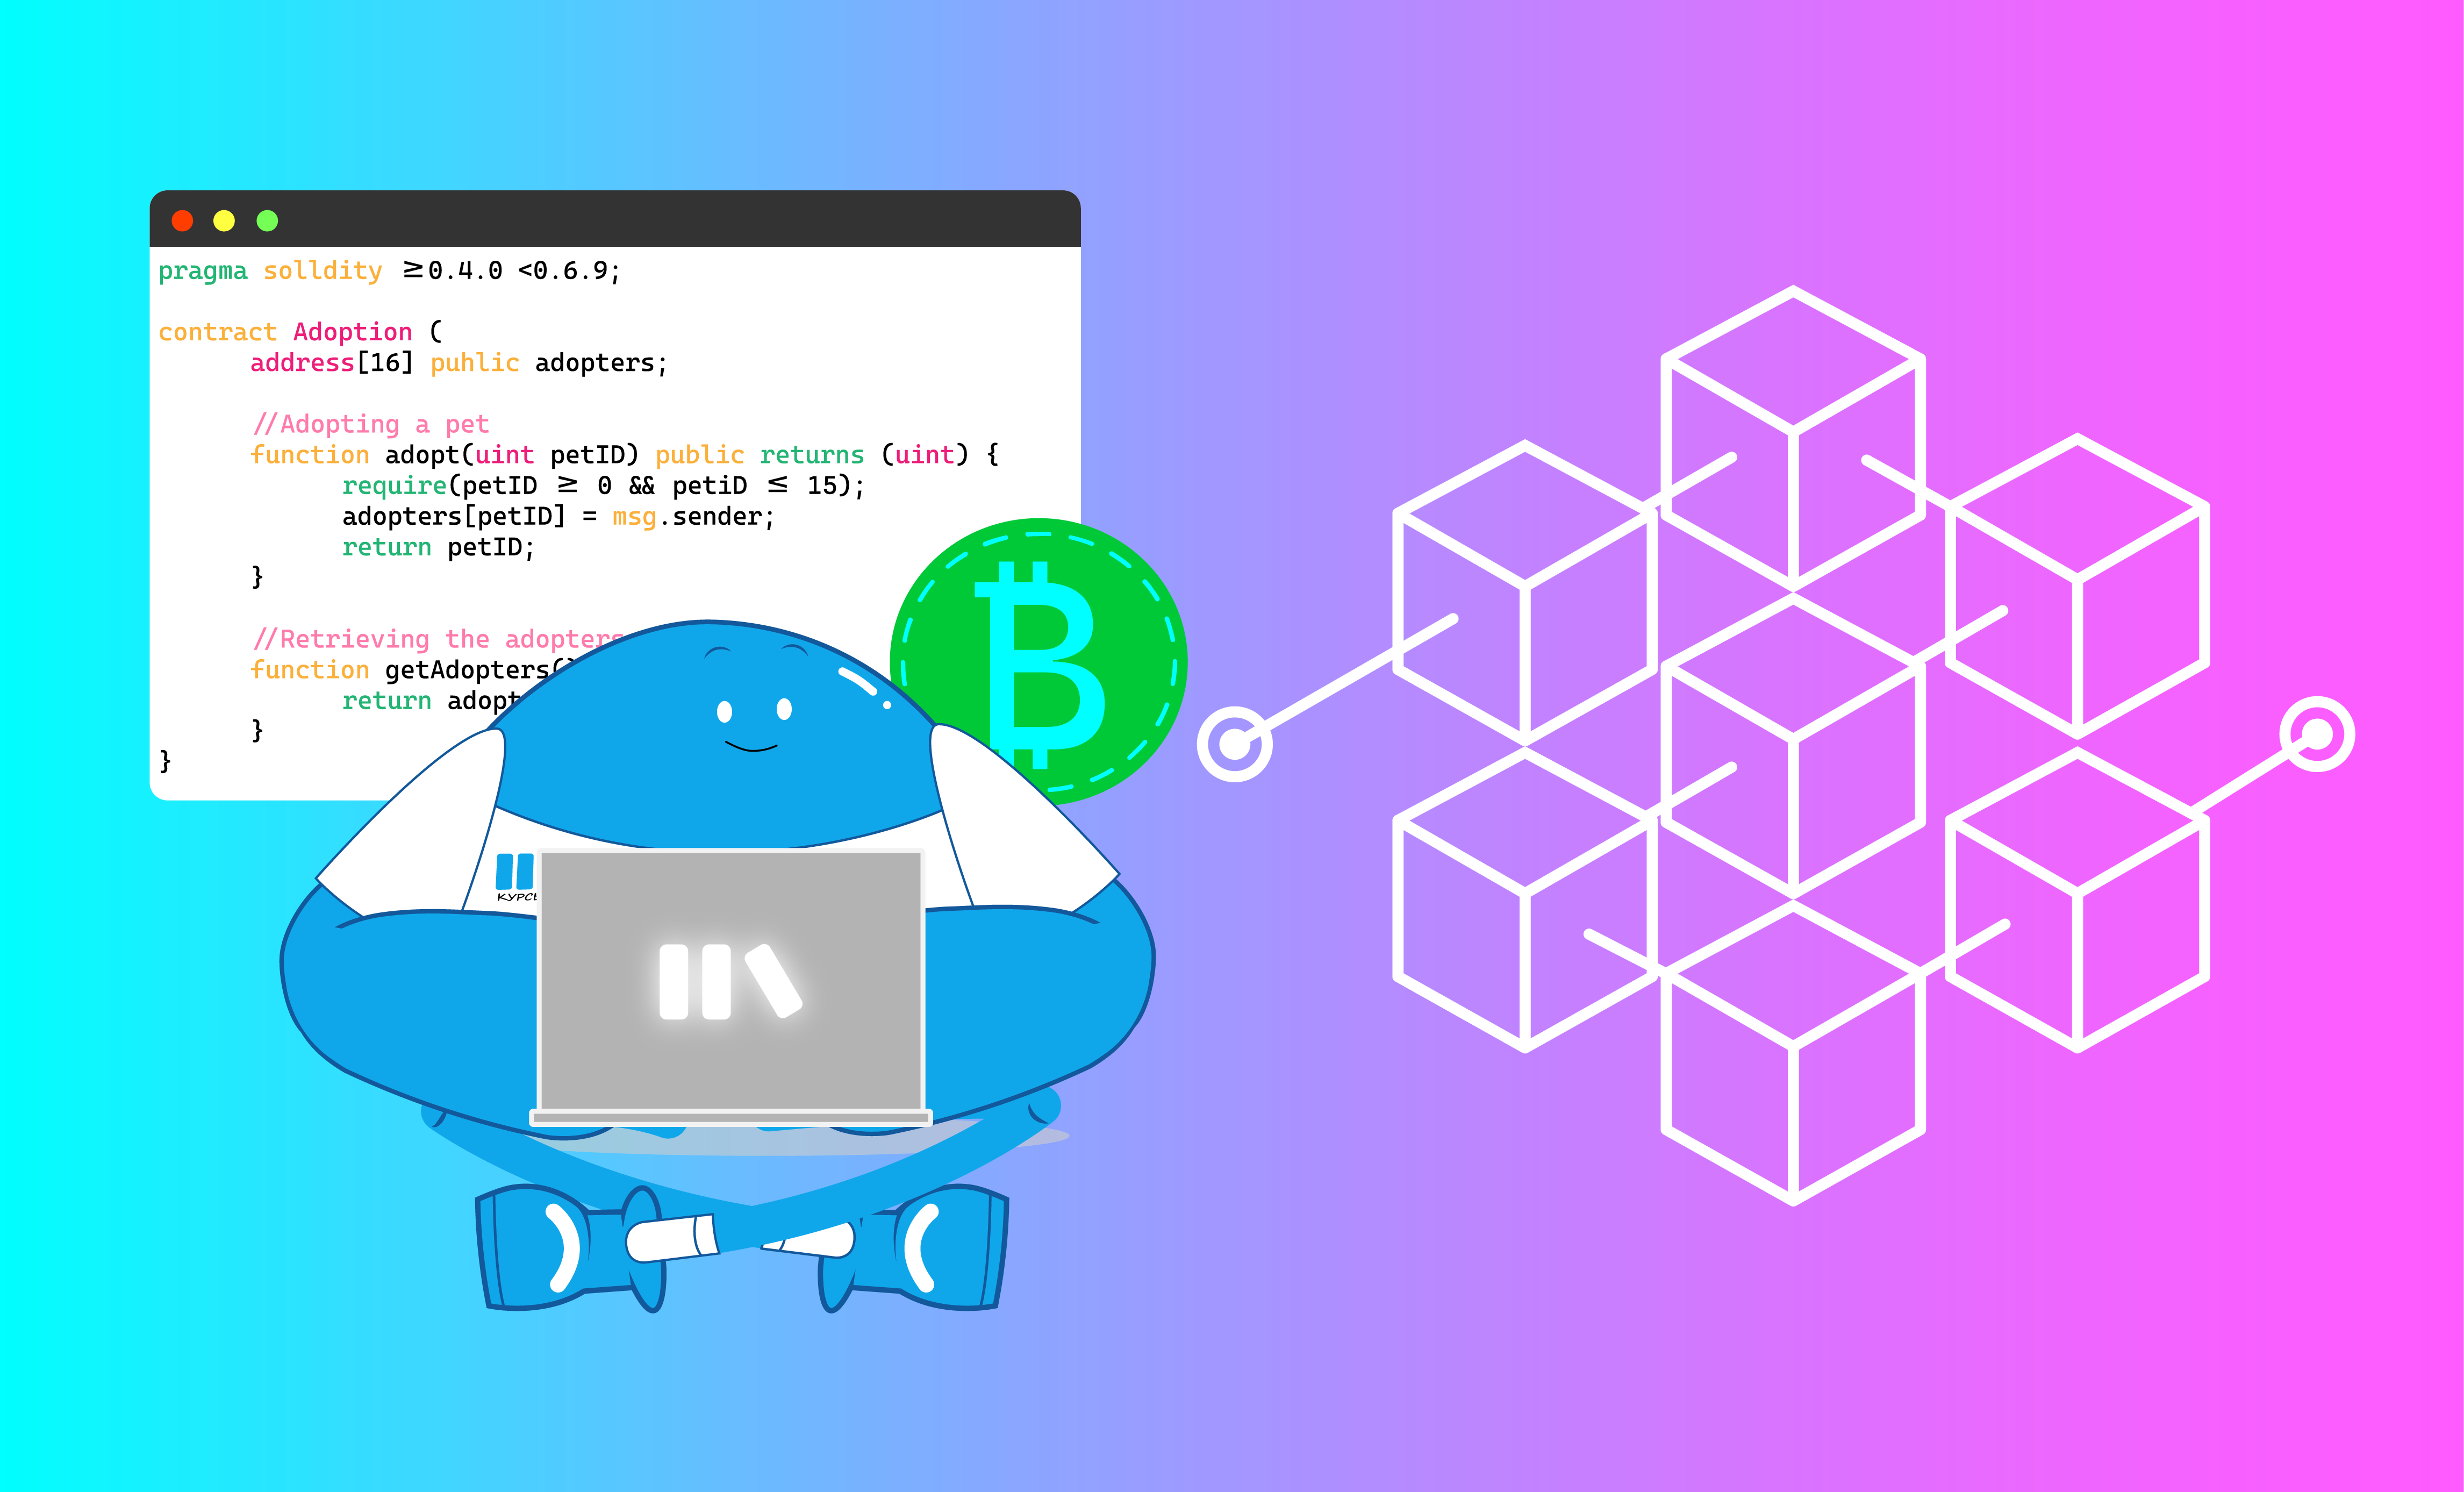 pragma solldity ≥0.4.0 <0.6.9;
contract Adoption (
address[16] puhlic adopters;
//Adopting a pet
function adopt(uint petID) public returns (uint) {
require(petID ≥ 0 && petiD ≤ 15);
adopters[petID] = msg.sender;
return petID;
}
//Retrieving the adopters
function getAdopters()
return adopt
}
}